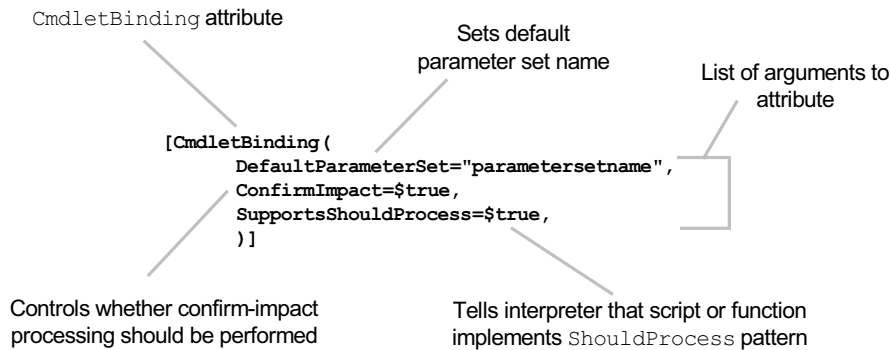 CmdletBinding attribute
Sets default
parameter set name
List of arguments to
attribute
[CmdletBinding(
DefaultParameterSet="parametersetname",
ConfirmImpact=$true,
SupportsShouldProcess=$true,
)]
Controls whether confirm-impact
processing should be performed
Tells interpreter that script or function
implements ShouldProcess pattern